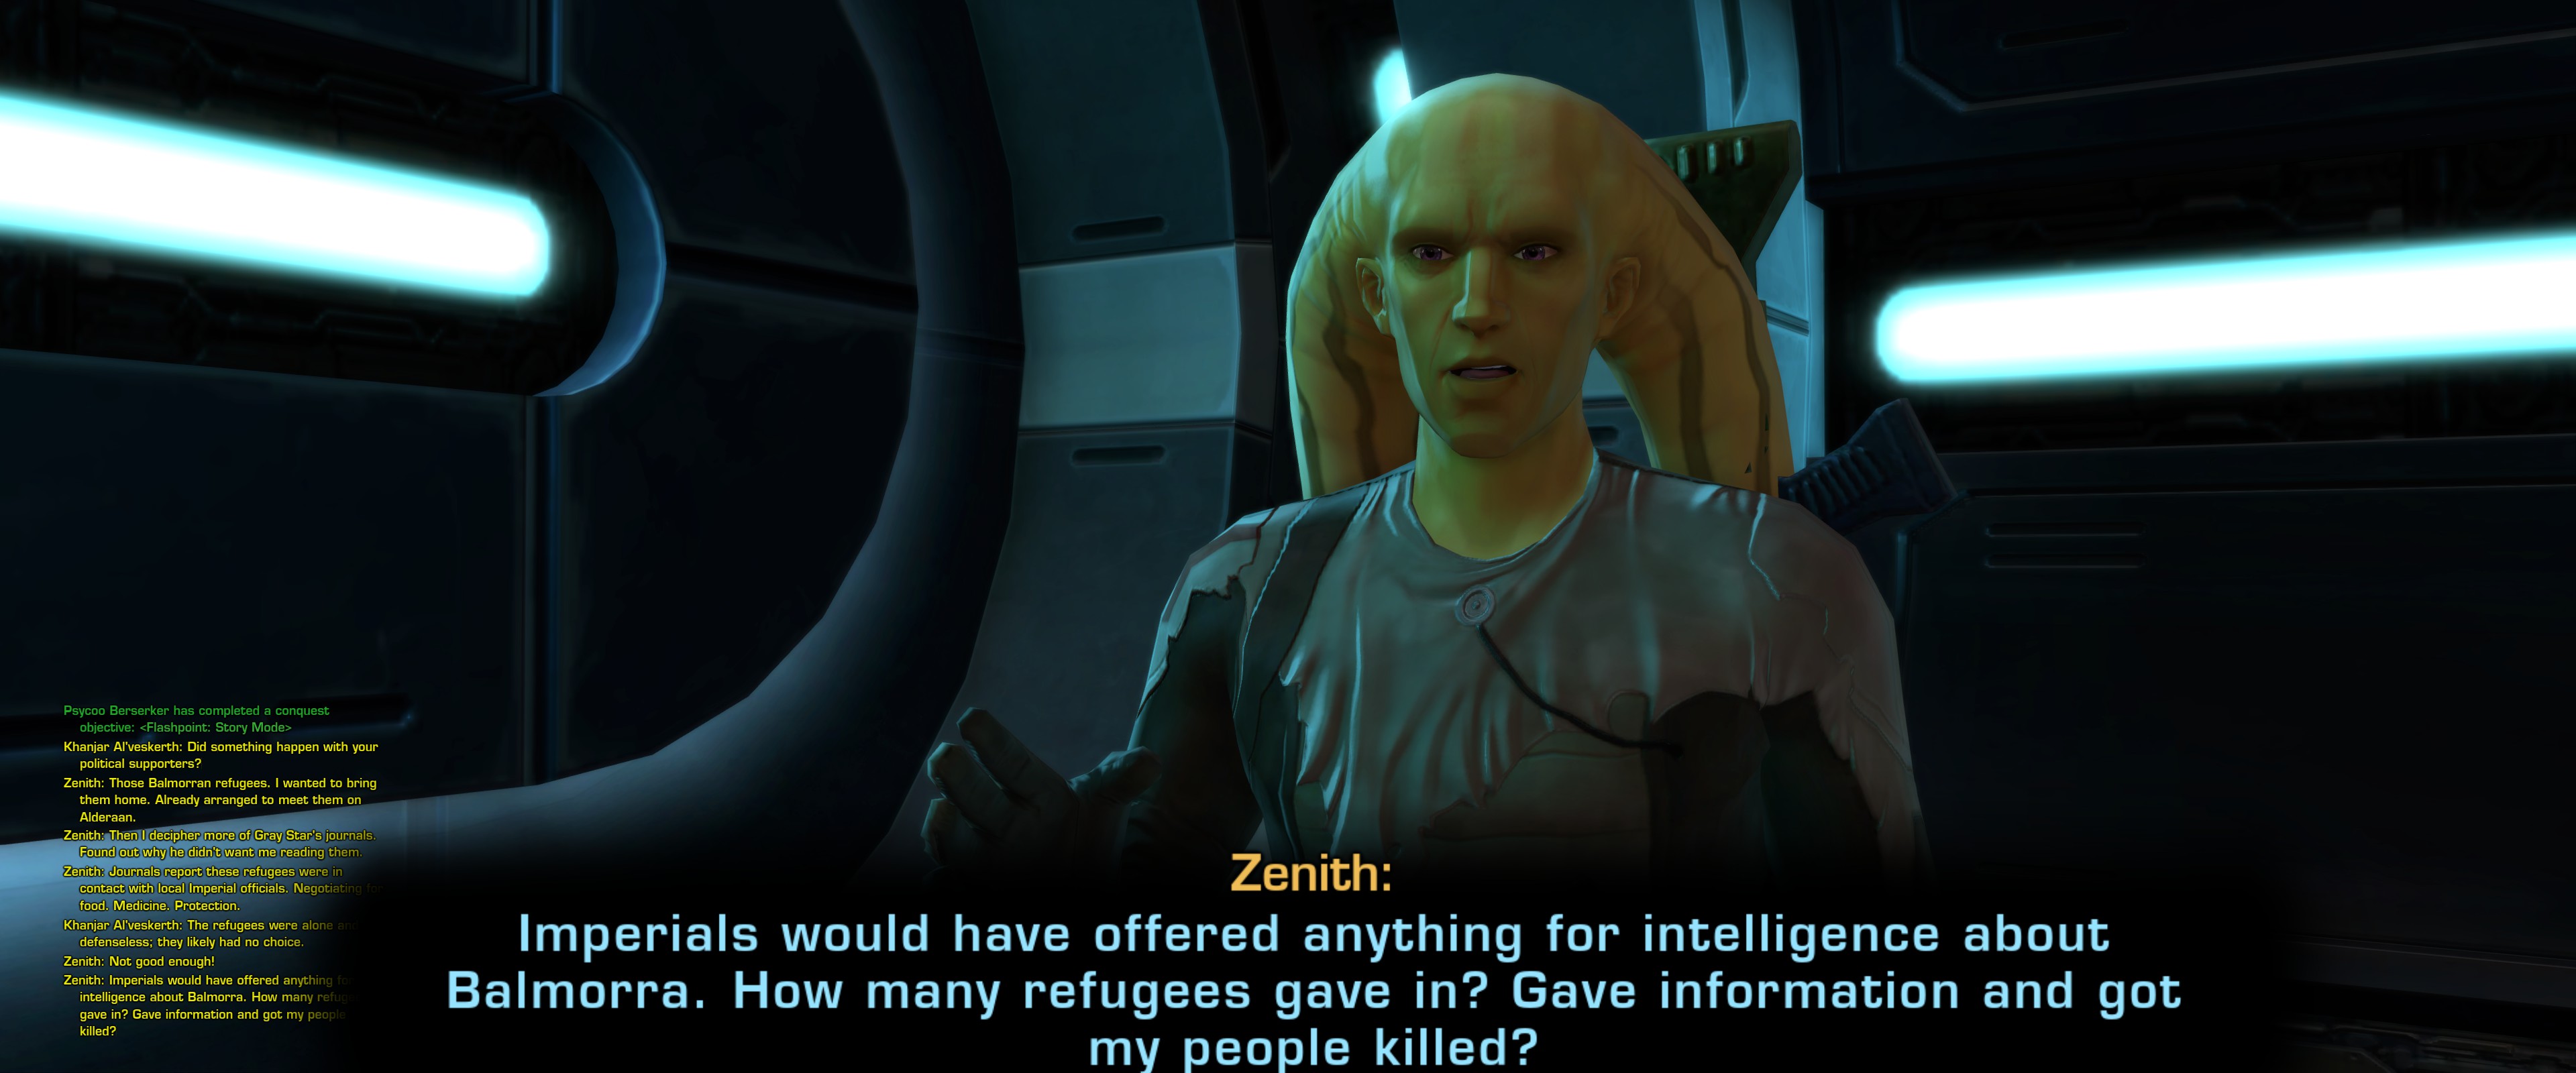 Psycoo Berserker has completed a conquest
objective: <Flashpoint: Story Mode>
Khanjar Al'veskerth: Did something happen with your
political supporters?
Zenith: Those Balmorran refugees. I wanted to bring
them home. Already arranged to meet them on
Alderaan.
Zenith: Then I decipher more of Gray Star's journals.
Found out why he didn't want me reading them.
Zenith: Journals report these refugees were in
contact with local Imperial officials. Negotiating for
food. Medicine. Protection.
Khanjar Al'veskerth: The refugees were alone and
defenseless; they likely had no choice.
Zenith: Not good enough!
Zenith: Imperials would have offered anything for
intelligence about Balmorra. How many refugees
gave in? Gave information and got my people
killed?
Zenith:
Imperials would have offered anything for intelligence about
Balmorra. How many refugees gave in? Gave information and got
my people killed?